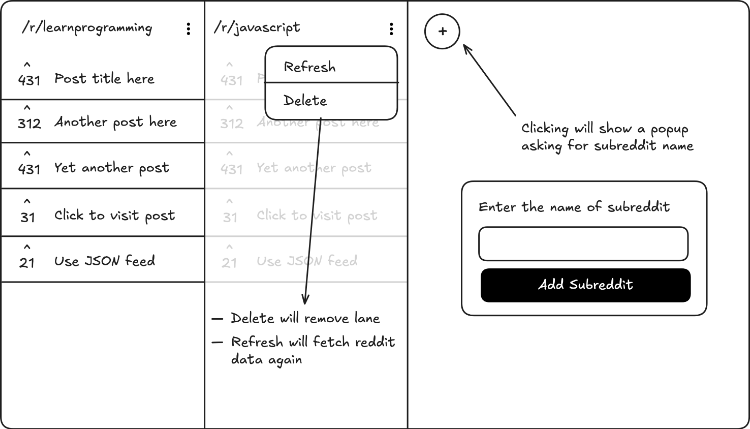 /r/learnprogramming
^
431 Post title here
^
312 Another post here
^
431 Yet another post
^
31 Click to visit post
^
21 Use JSON feed
/r/javascript
Refresh
Delete
^
431 P
^
312 Another post here
^
431 Yet another post
^
31 Click to visit post
^
21 Use JSON feed
— Delete will remove lane
— Refresh will fetch reddit
data again
+
Clicking will show a popup
asking for subreddit name
Enter the name of subreddit
Add Subreddit